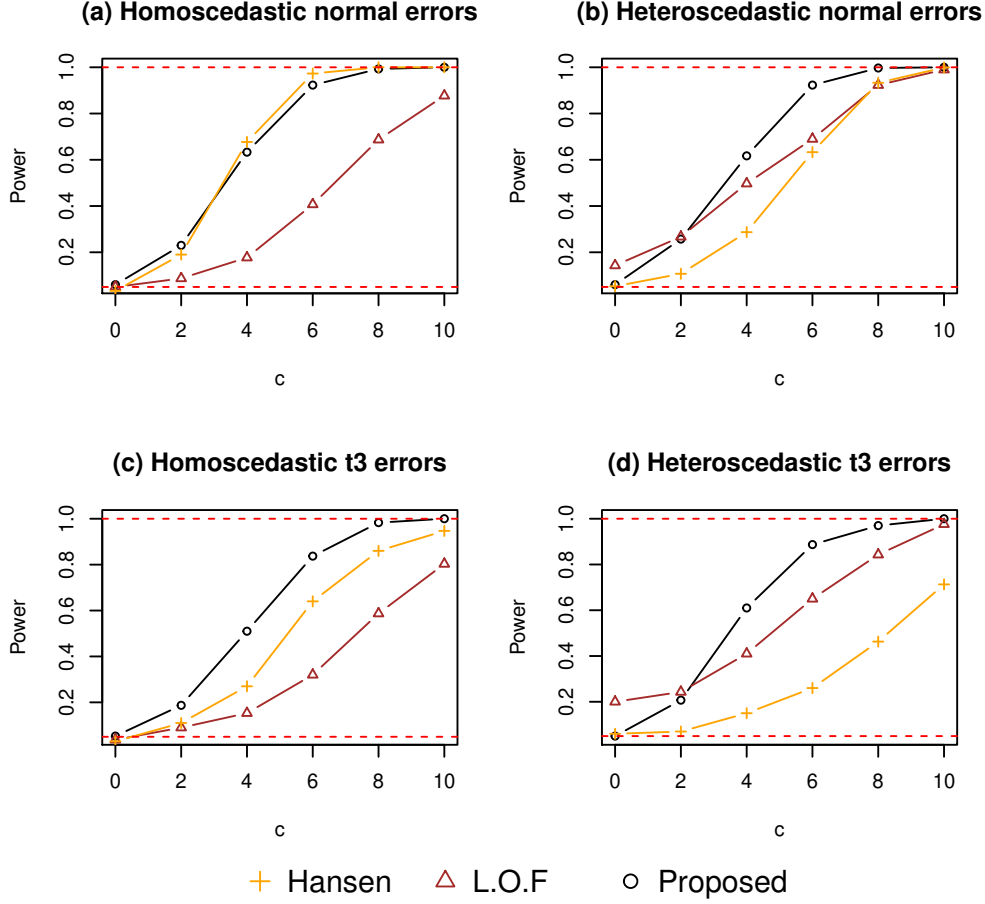 (a) Homoscedastic normal errors
Power
0.2 0.4 0.6 0.8 1.0
0 2 4 6 8 10
c
(b) Heteroscedastic normal errors
Power
0.2 0.4 0.6 0.8 1.0
0 2 4 6 8 10
c
(c) Homoscedastic t3 errors
Power
0.2 0.4 0.6 0.8 1.0
0 2 4 6 8 10
c
(d) Heteroscedastic t3 errors
Power
0.2 0.4 0.6 0.8 1.0
0 2 4 6 8 10
c
Hansen L.O.F Proposed